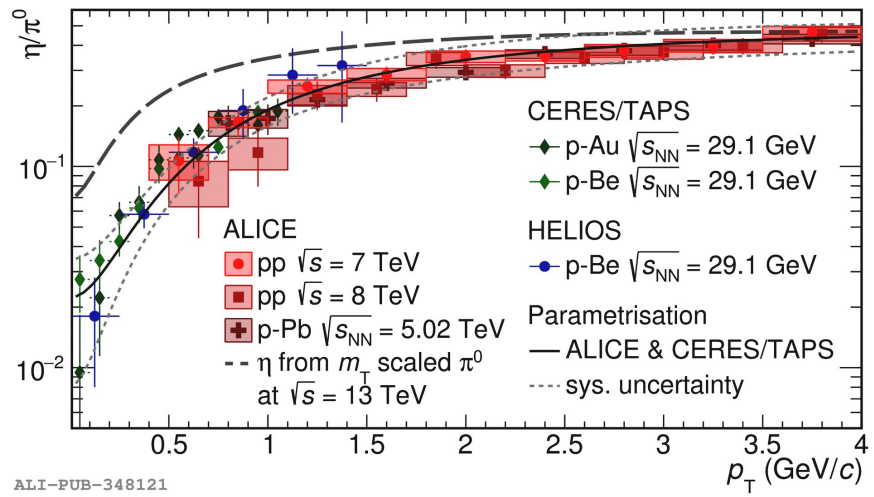 η/π⁰
10⁻¹
10⁻²
ALICE
pp √s = 7 TeV
pp √s = 8 TeV
p-Pb √s_NN = 5.02 TeV
η from m_T scaled π⁰
at √s = 13 TeV
CERES/TAPS
p-Au √s_NN = 29.1 GeV
p-Be √s_NN = 29.1 GeV
HELIOS
p-Be √s_NN = 29.1 GeV
Parametrisation
ALICE & CERES/TAPS
sys. uncertainty
0.5 1 1.5 2 2.5 3 3.5 4
p_T (GeV/c)
ALI-PUB-348121